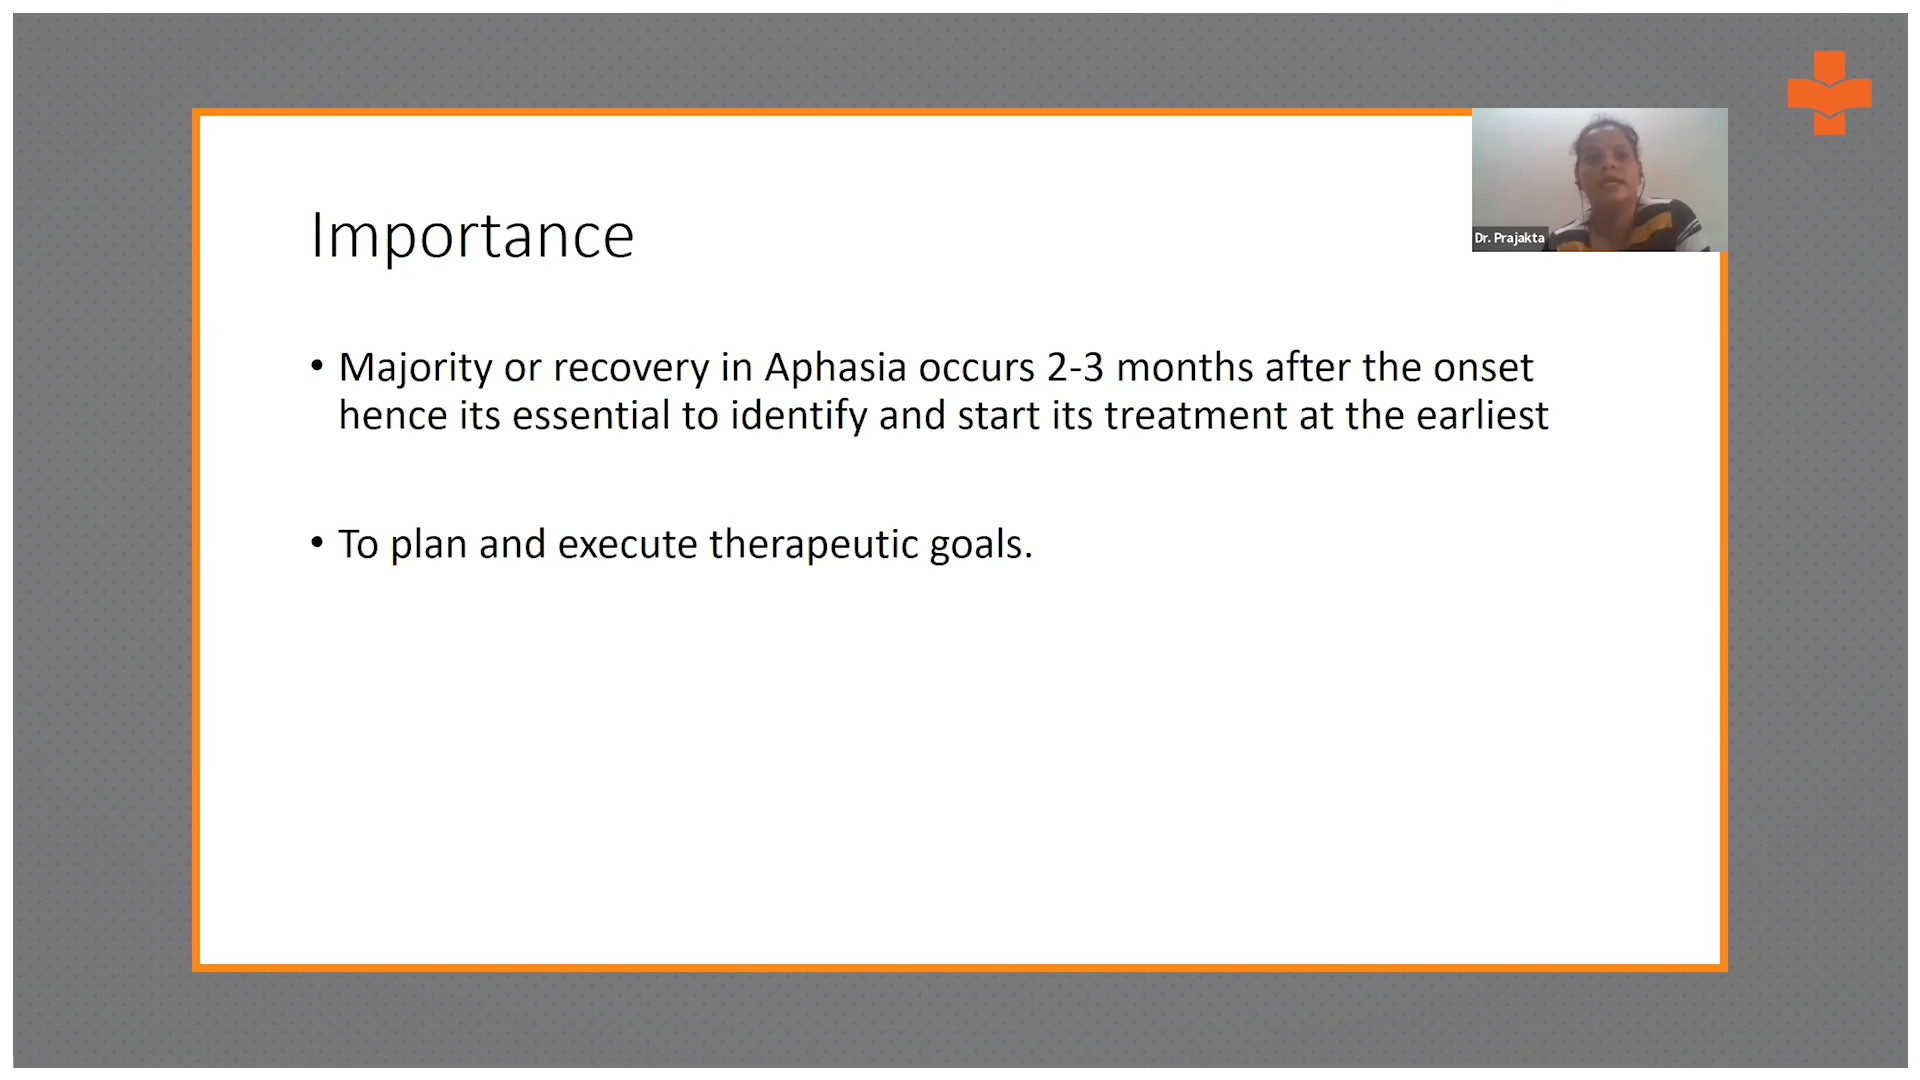 Importance
Dr. Prajakta
• Majority or recovery in Aphasia occurs 2-3 months after the onset
hence its essential to identify and start its treatment at the earliest
• To plan and execute therapeutic goals.